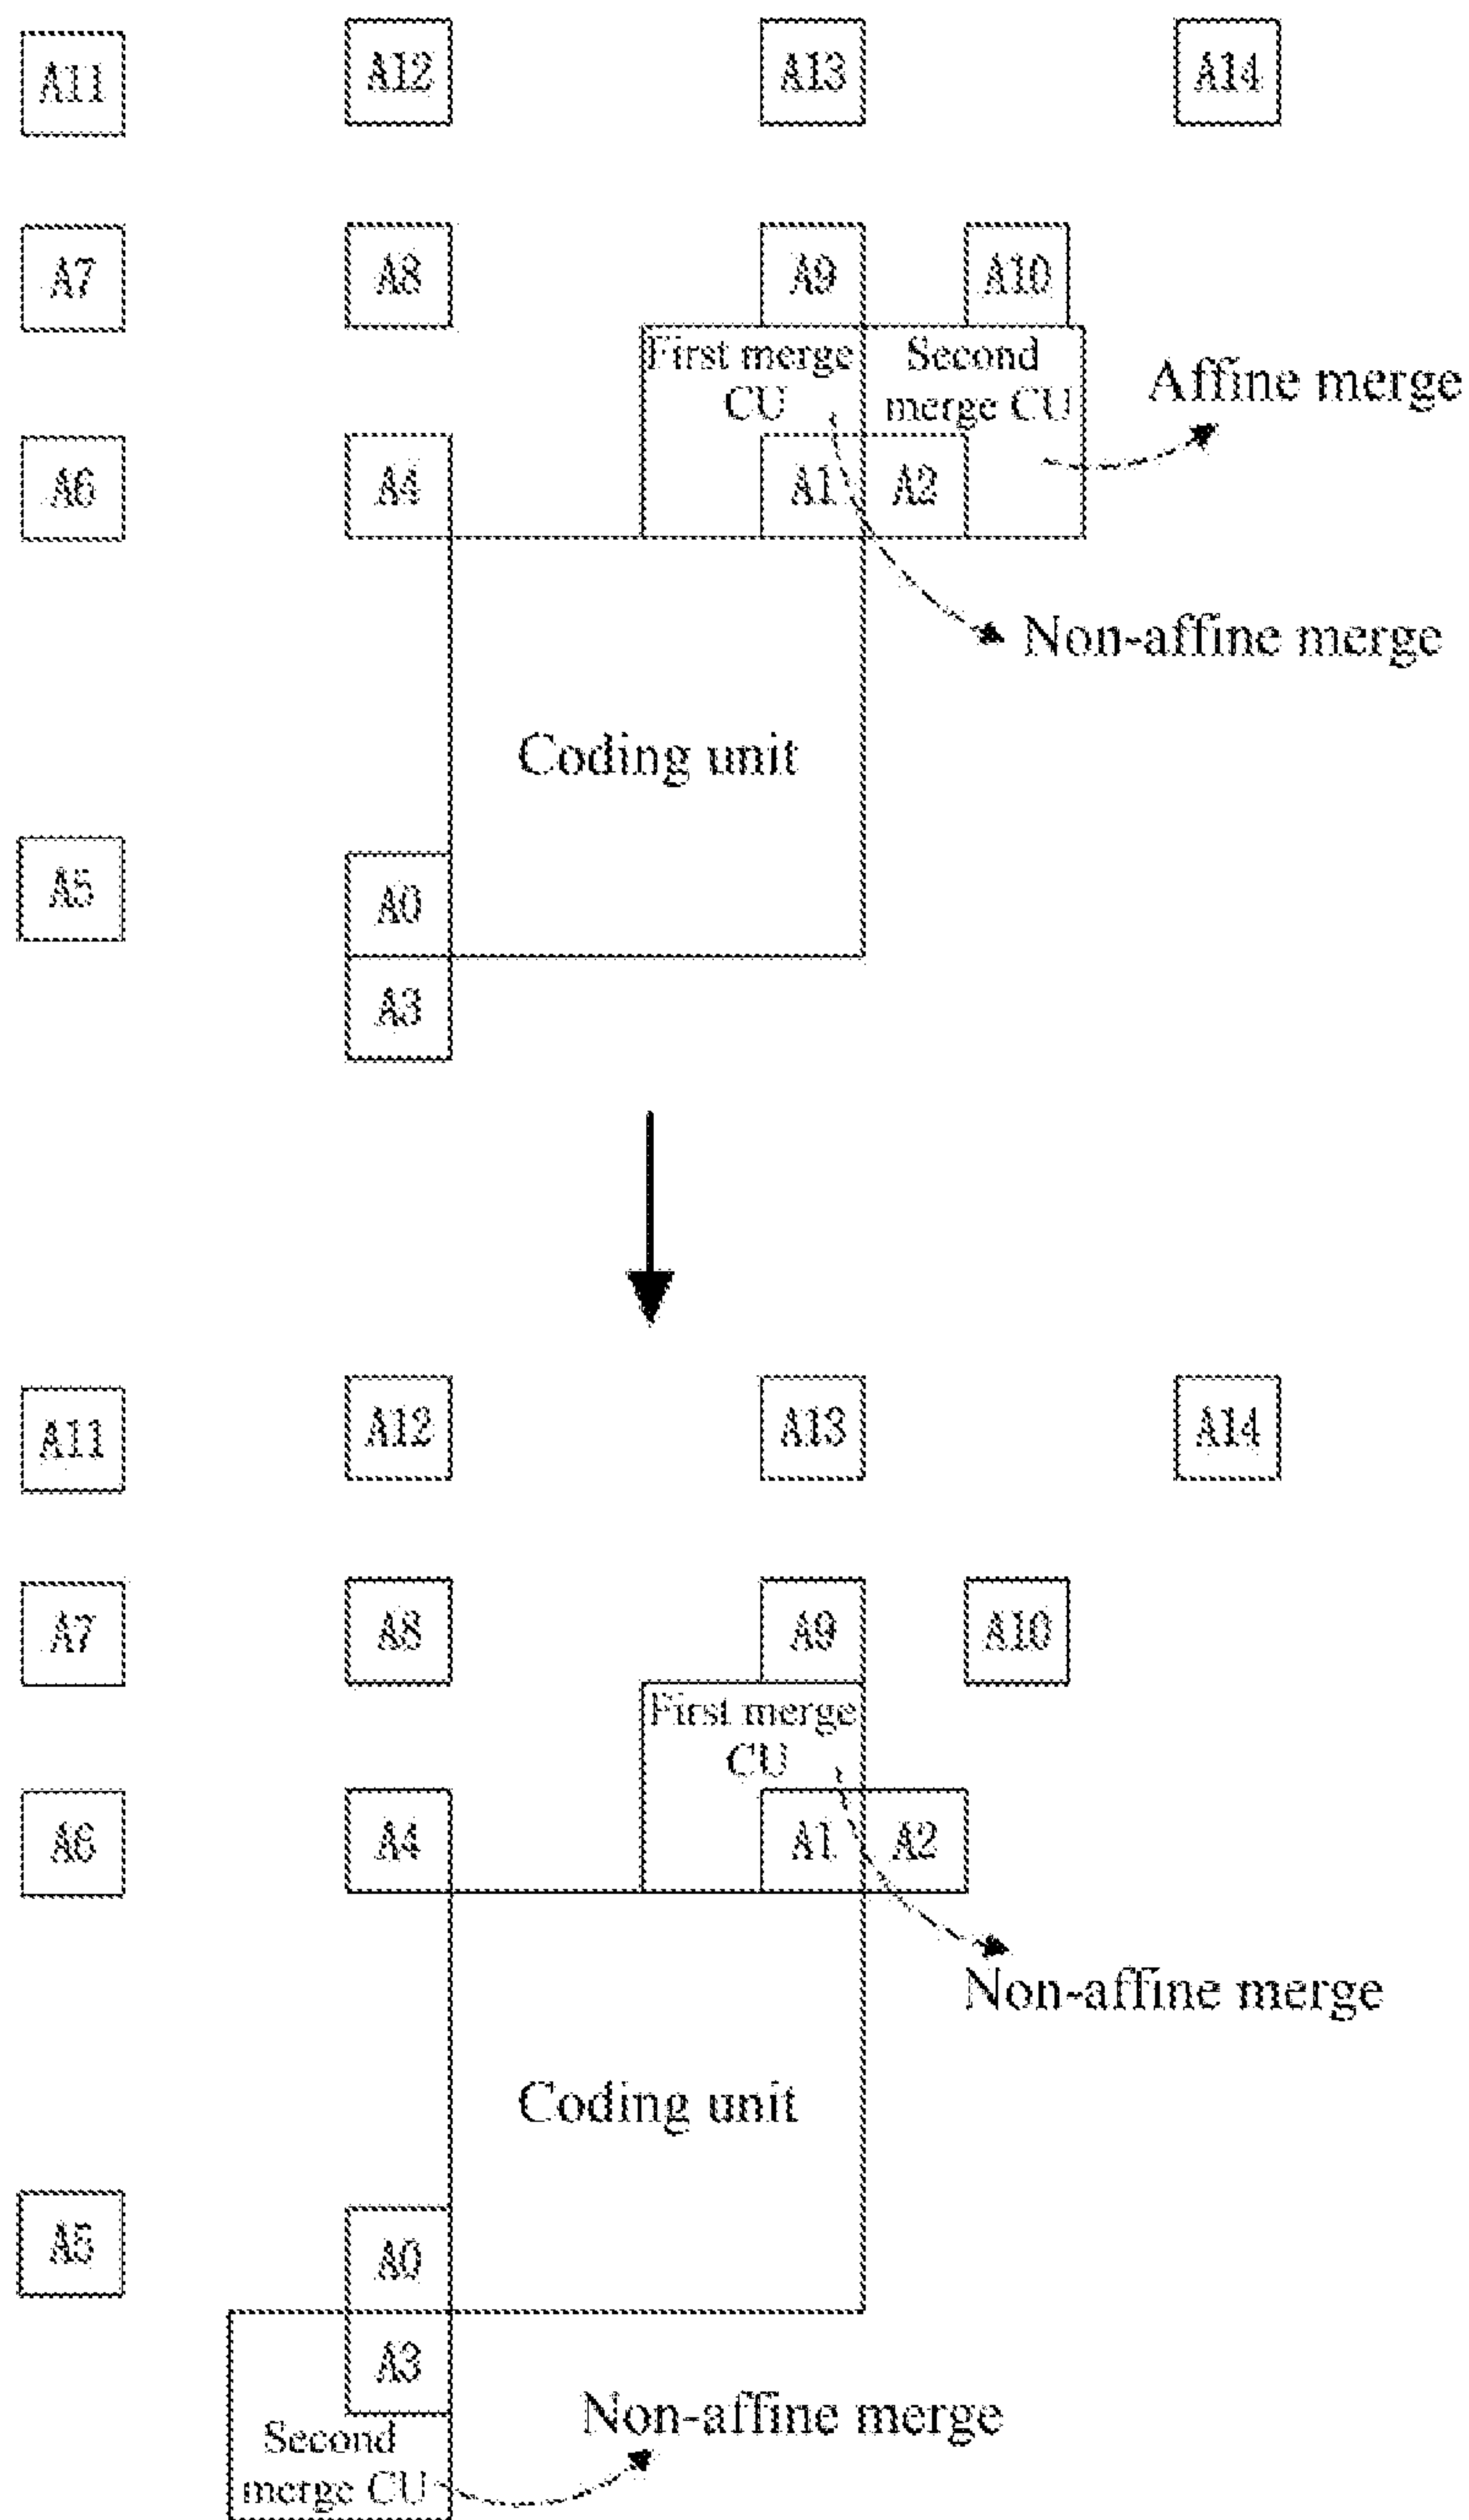 A11
A12
A13
A14
A7
A8
A9
A10
First merge
CU
Second
merge CU
Affine merge
A6
A4
A1
A2
Non-affine merge
Coding unit
A5
A0
A3
A11
A12
A13
A14
A7
A8
A9
A10
First merge
CU
A6
A4
A1
A2
Non-affine merge
Coding unit
A5
A0
A3
Non-affine merge
Second
merge CU